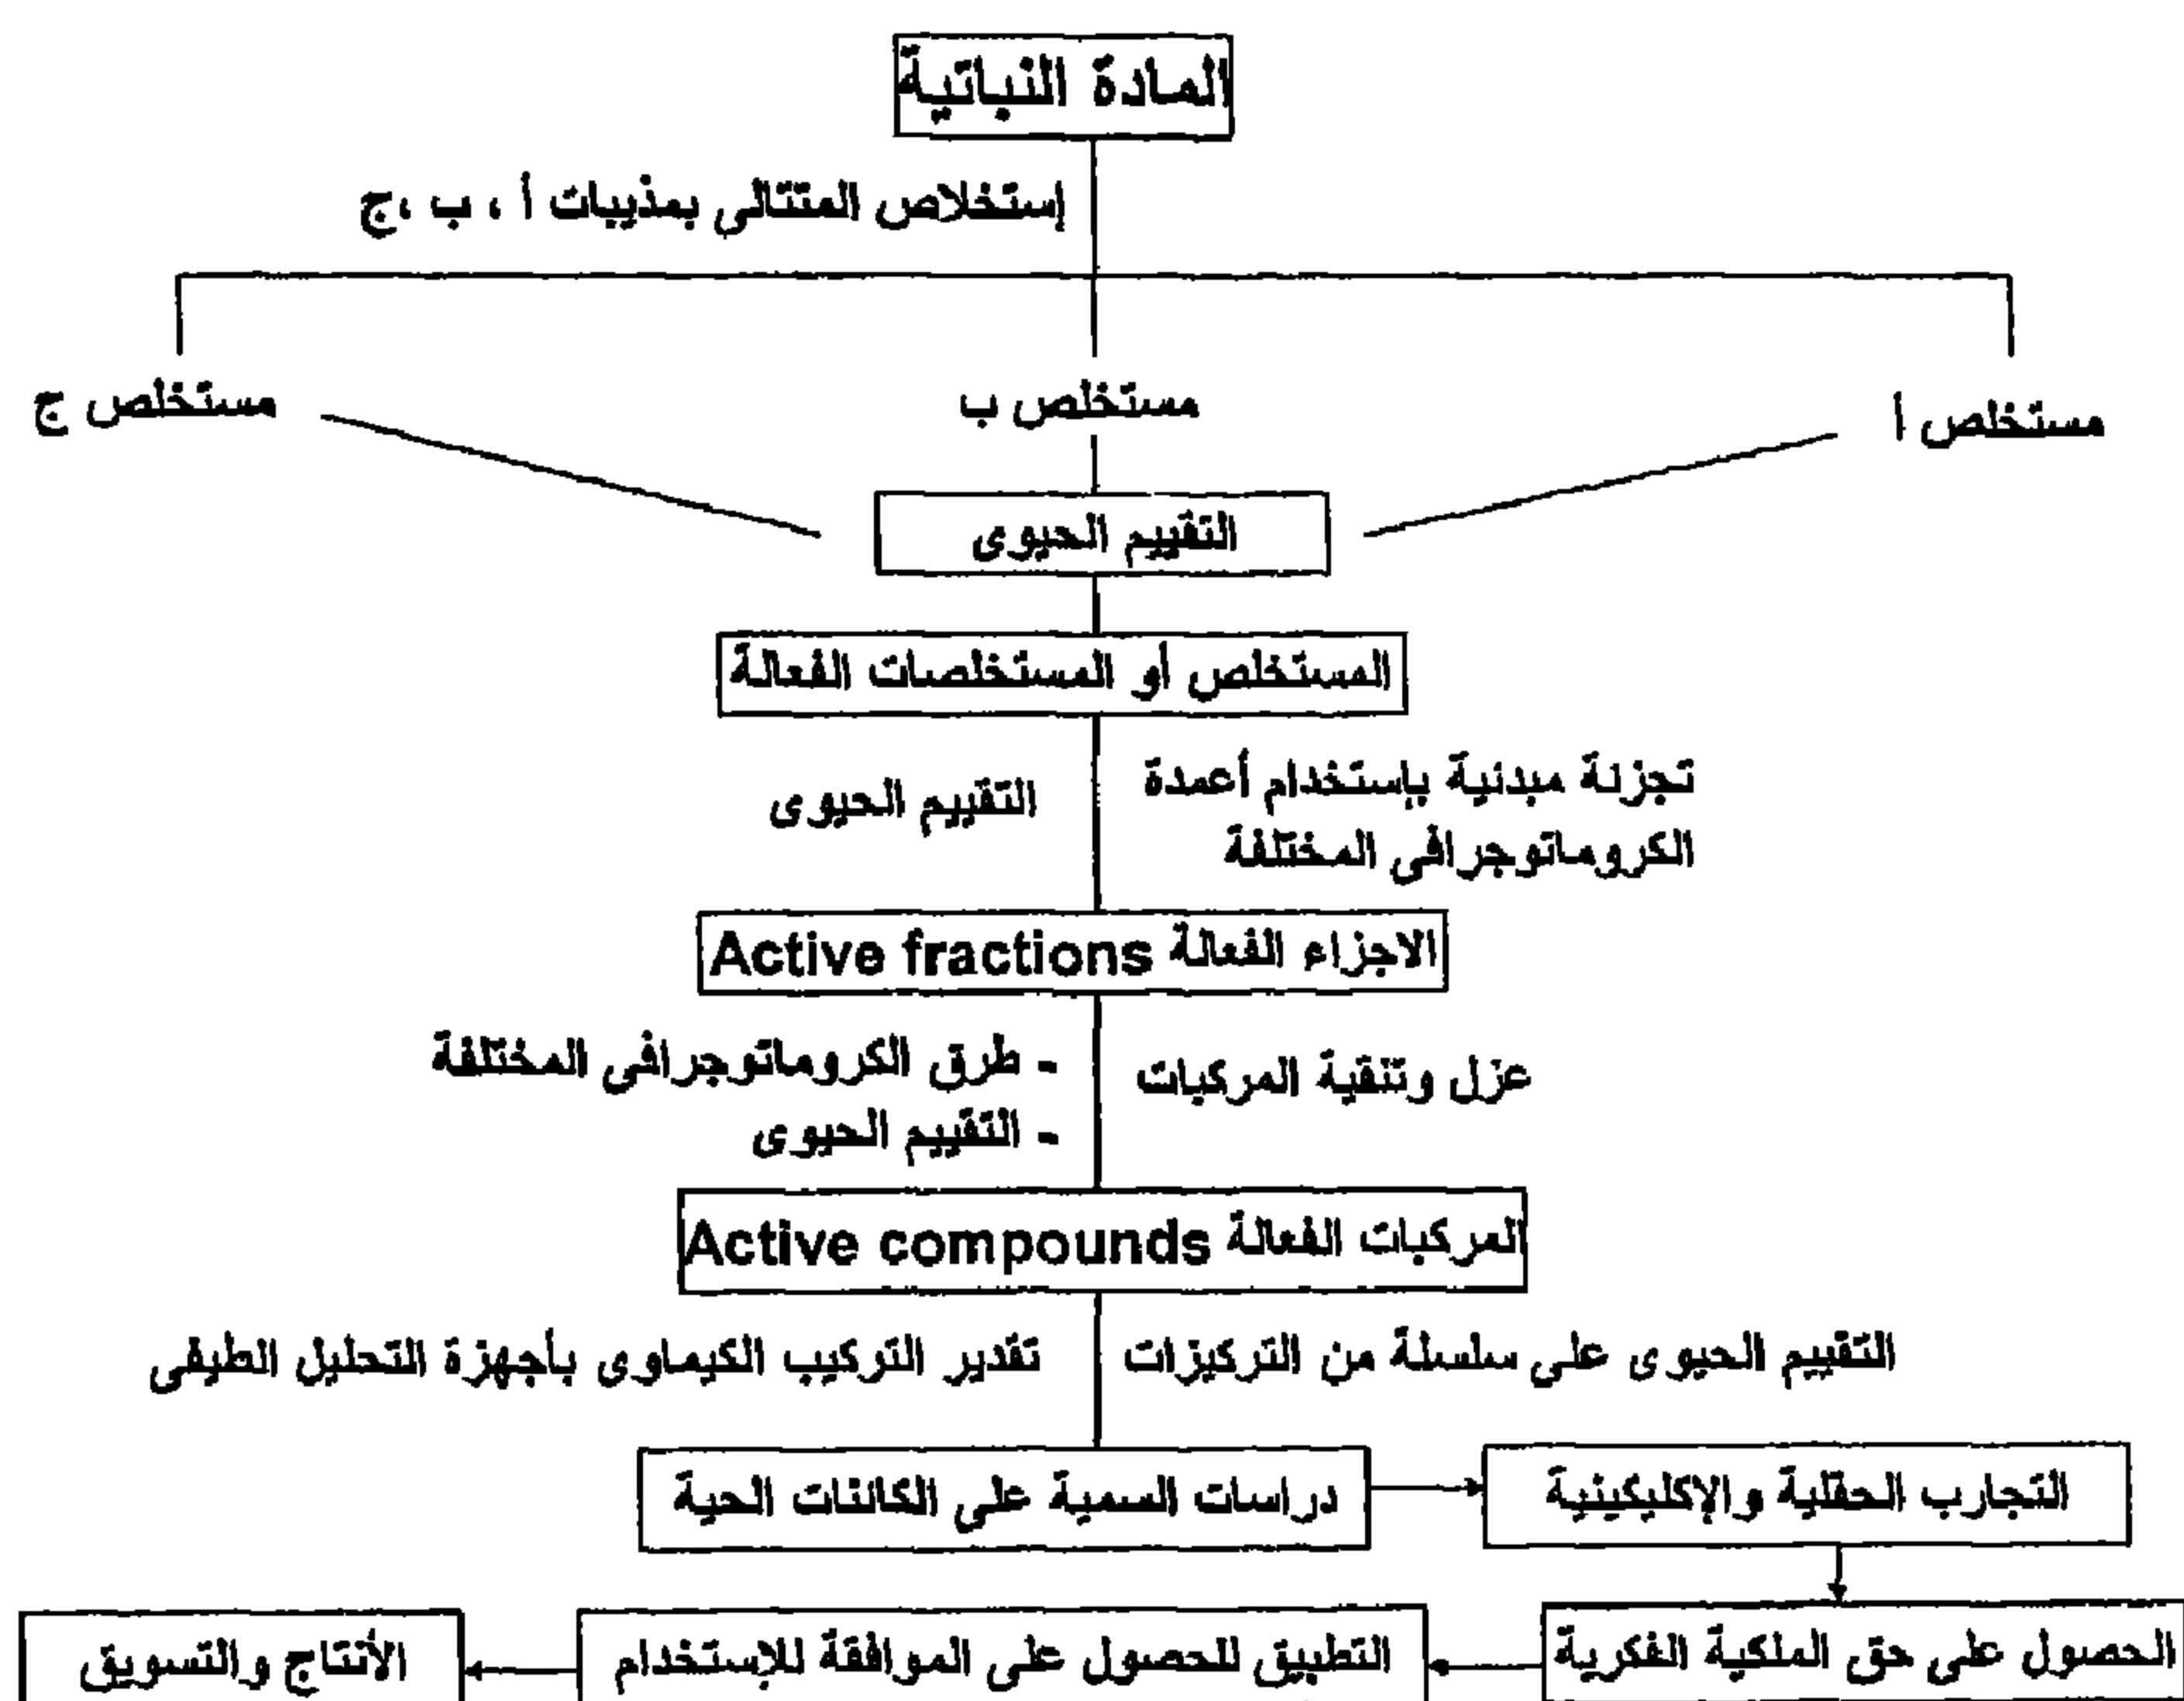 المادة النباتية
إستخلاص المتتالى بمذيبات أ ، ب ،ج
مستخلص أ
مستخلص ب
مستخلص ج
التقييم الحيوى
المستخلص أو المستخلصات الفعالة
تجزئة مبدئية بإستخدام أعمدة
الكروماتوجرافى المختلفة
التقييم الحيوى
الاجزاء الفعالة Active fractions
عزل وتنقية المركبات
- طرق الكروماتوجرافى المختلفة
- التقييم الحيوى
المركبات الفعالة Active compounds
التقييم الحيوى على سلسلة من التركيزات
تقدير التركيب الكيماوى بأجهزة التحليل الطيفى
دراسات السمية على الكائنات الحية
التجارب الحقلية والإكليكينية
الحصول على حق الملكية الفكرية
التطبيق للحصول على الموافقة للإستخدام
الأنتاج والتسويق